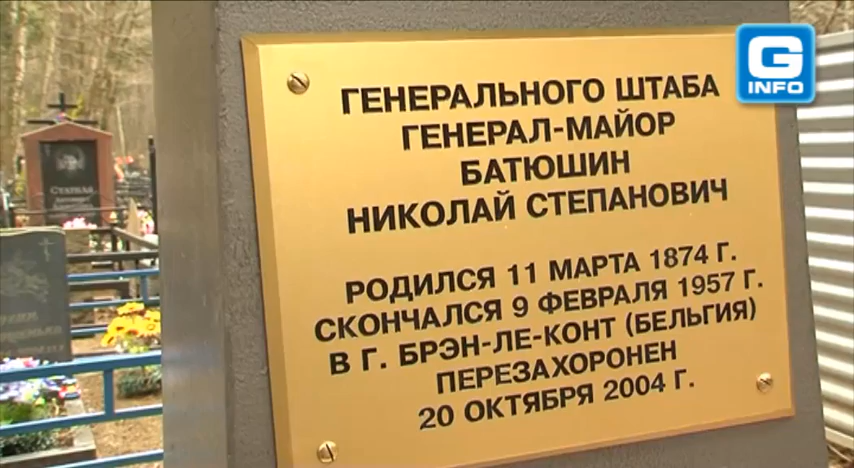 ГЕНЕРАЛЬНОГО ШТАБА
ГЕНЕРАЛ-МАЙОР
БАТЮШИН
НИКОЛАЙ СТЕПАНОВИЧ
РОДИЛСЯ 11 МАРТА 1874 Г.
СКОНЧАЛСЯ 9 ФЕВРАЛЯ 1957 Г.
В Г. БРЭН-ЛЕ-КОНТ (БЕЛЬГИЯ)
ПЕРЕЗАХОРОНЕН
20 ОКТЯБРЯ 2004 Г.
G
INFO